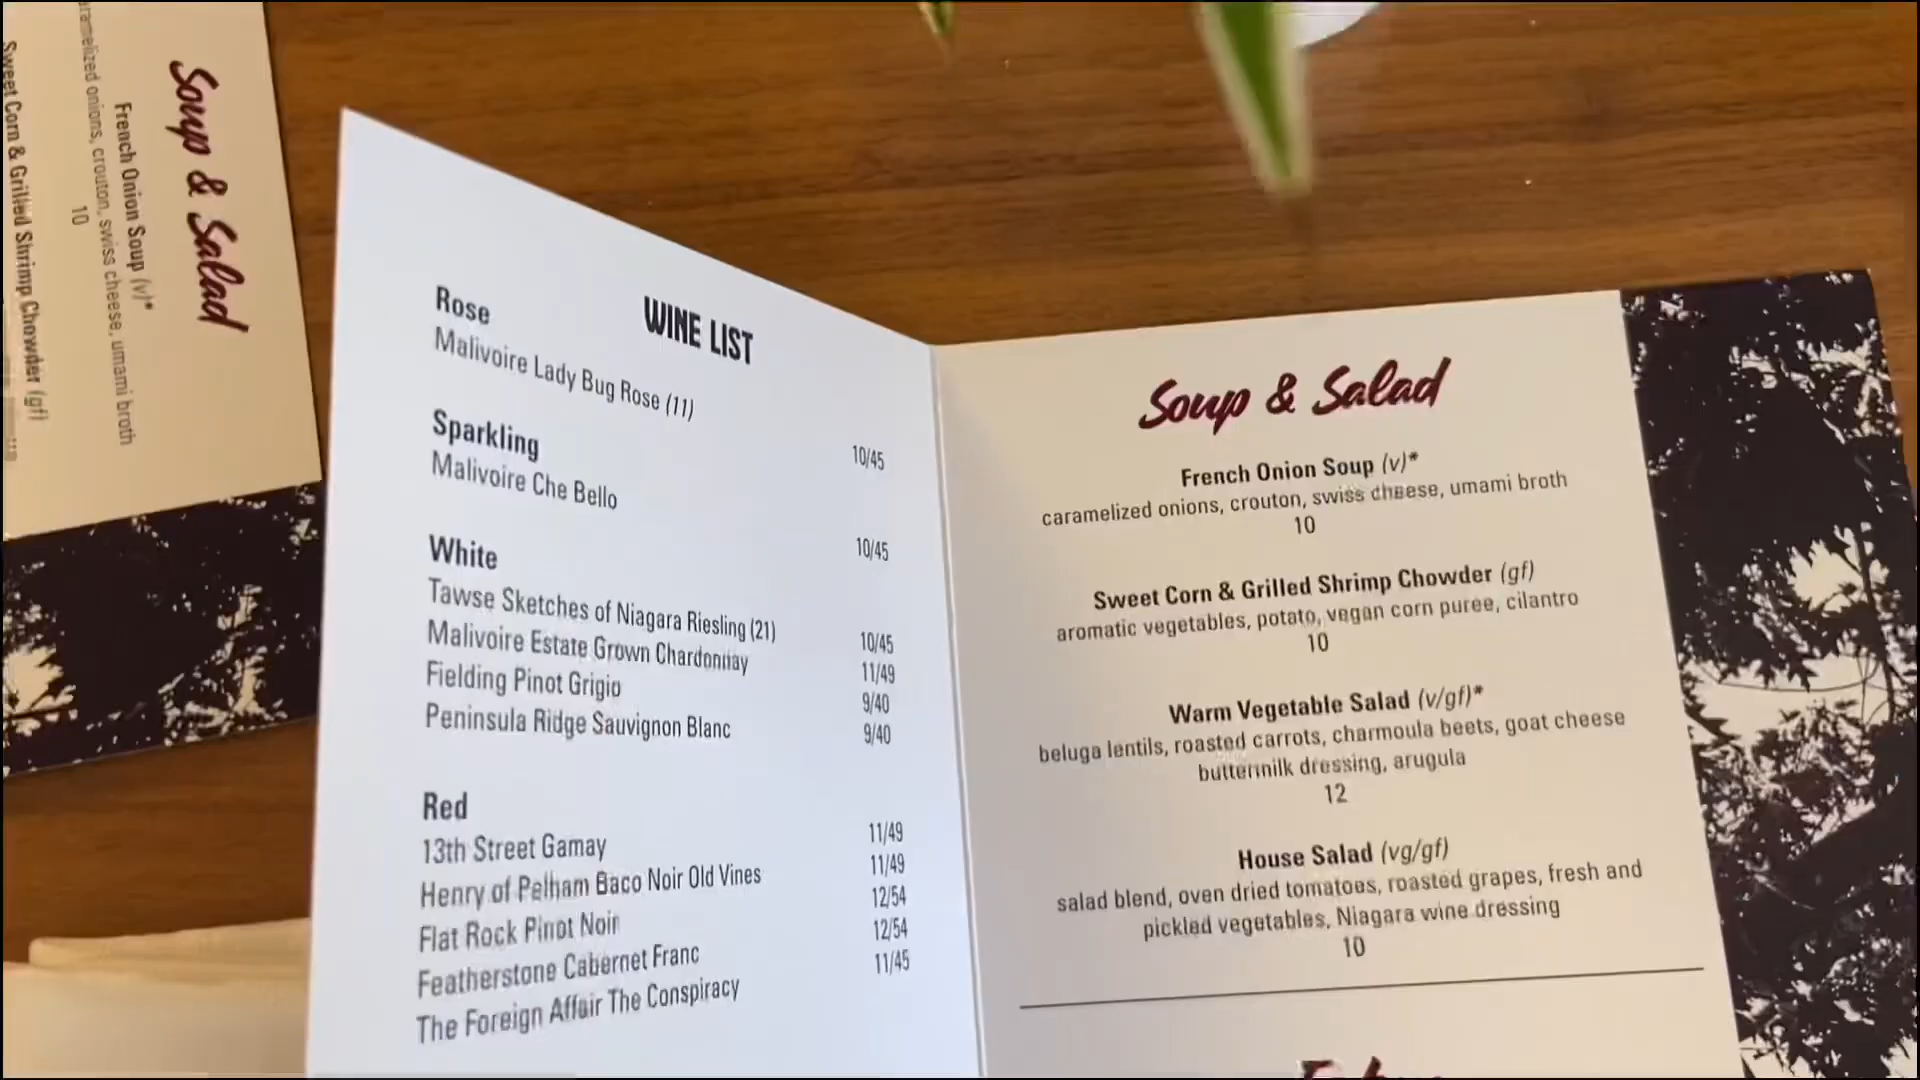 Soup & Salad
French Onion Soup (v)*
caramelized onions, crouton, swiss cheese, umami broth
10
Sweet Corn & Grilled Shrimp Chowder (gf)
WINE LIST
Rose
Malivoire Lady Bug Rose (11) 10/45
Sparkling
Malivoire Che Bello 10/45
White
Tawse Sketches of Niagara Riesling (21) 10/45
Malivoire Estate Grown Chardonnay 11/49
Fielding Pinot Grigio 9/40
Peninsula Ridge Sauvignon Blanc 9/40
Red
13th Street Gamay 11/49
Henry of Pelham Baco Noir Old Vines 11/49
Flat Rock Pinot Noir 12/54
Featherstone Cabernet Franc 12/54
The Foreign Affair The Conspiracy 11/45
Soup & Salad
French Onion Soup (v)*
caramelized onions, crouton, swiss cheese, umami broth
10
Sweet Corn & Grilled Shrimp Chowder (gf)
aromatic vegetables, potato, vegan corn puree, cilantro
10
Warm Vegetable Salad (v/gf)*
beluga lentils, roasted carrots, charmoula beets, goat cheese
buttermilk dressing, arugula
12
House Salad (vg/gf)
salad blend, oven dried tomatoes, roasted grapes, fresh and
pickled vegetables, Niagara wine dressing
10